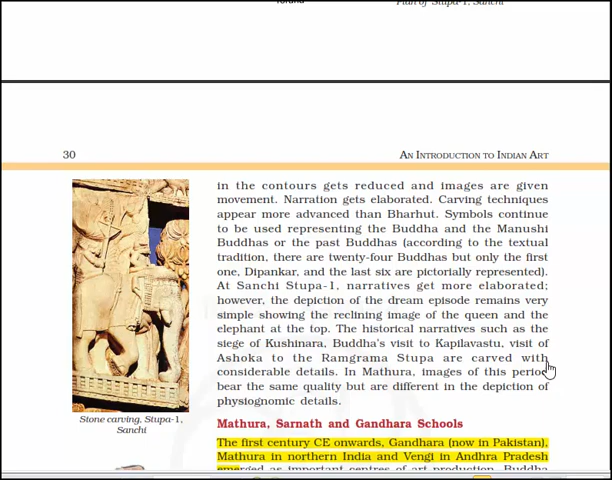 Plan of Stupa-1, Sanchi
30
AN INTRODUCTION TO INDIAN ART
in the contours gets reduced and images are given
movement. Narration gets elaborated. Carving techniques
appear more advanced than Bharhut. Symbols continue
to be used representing the Buddha and the Manushi
Buddhas or the past Buddhas (according to the textual
tradition, there are twenty-four Buddhas but only the first
one, Dipankar, and the last six are pictorially represented).
At Sanchi Stupa-1, narratives get more elaborated;
however, the depiction of the dream episode remains very
simple showing the reclining image of the queen and the
elephant at the top. The historical narratives such as the
siege of Kushinara, Buddha's visit to Kapilavastu, visit of
Ashoka to the Ramgrama Stupa are carved with
considerable details. In Mathura, images of this period
bear the same quality but are different in the depiction of
physiognomic details.
Stone carving, Stupa-1,
Sanchi
Mathura, Sarnath and Gandhara Schools
The first century CE onwards, Gandhara (now in Pakistan),
Mathura in northern India and Vengi in Andhra Pradesh
emerged as important centres of art production. Buddha